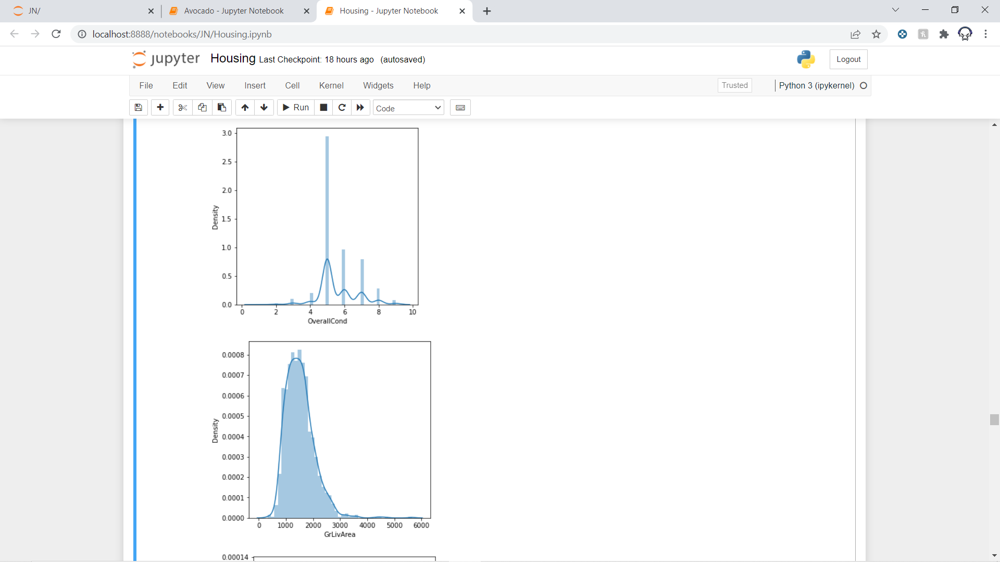 JN/
Avocado - Jupyter Notebook
Housing - Jupyter Notebook
localhost:8888/notebooks/JN/Housing.ipynb
jupyter Housing Last Checkpoint: 18 hours ago (autosaved)
Logout
File Edit View Insert Cell Kernel Widgets Help
Trusted
Python 3 (ipykernel)
Run
Code
3.0
2.5
2.0
1.5
1.0
0.5
0.0
Density
0 2 4 6 8 10
OverallCond
0.0008
0.0007
0.0006
0.0005
0.0004
0.0003
0.0002
0.0001
0.0000
Density
0 1000 2000 3000 4000 5000 6000
GrLivArea
0.00014